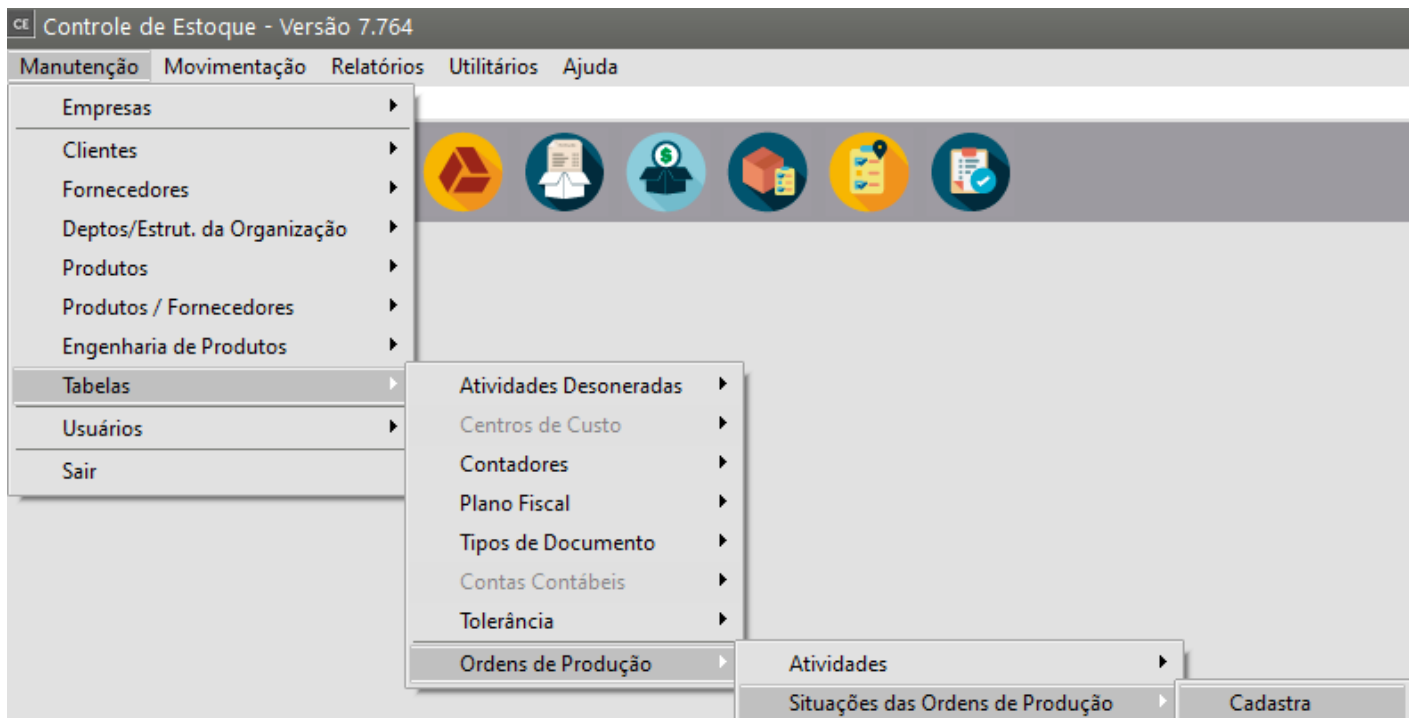 CE Controle de Estoque - Versão 7.764
Manutenção Movimentação Relatórios Utilitários Ajuda
Empresas
Clientes
Fornecedores
Deptos/Estrut. da Organização
Produtos
Produtos / Fornecedores
Engenharia de Produtos
Tabelas
Usuários
Sair
Atividades Desoneradas
Centros de Custo
Contadores
Plano Fiscal
Tipos de Documento
Contas Contábeis
Tolerância
Ordens de Produção
Atividades
Situações das Ordens de Produção
Cadastra